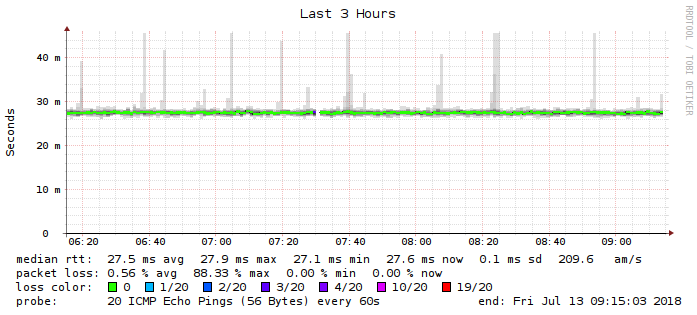 Last 3 Hours
RRDTOOL / TOBI OETIKER
Seconds
40 m
30 m
20 m
10 m
0
06:20 06:40 07:00 07:20 07:40 08:00 08:20 08:40 09:00
median rtt: 27.5 ms avg 27.9 ms max 27.1 ms min 27.6 ms now 0.1 ms sd 209.6 am/s
packet loss: 0.56 % avg 88.33 % max 0.00 % min 0.00 % now
loss color: 0 1/20 2/20 3/20 4/20 10/20 19/20
probe: 20 ICMP Echo Pings (56 Bytes) every 60s end: Fri Jul 13 09:15:03 2018